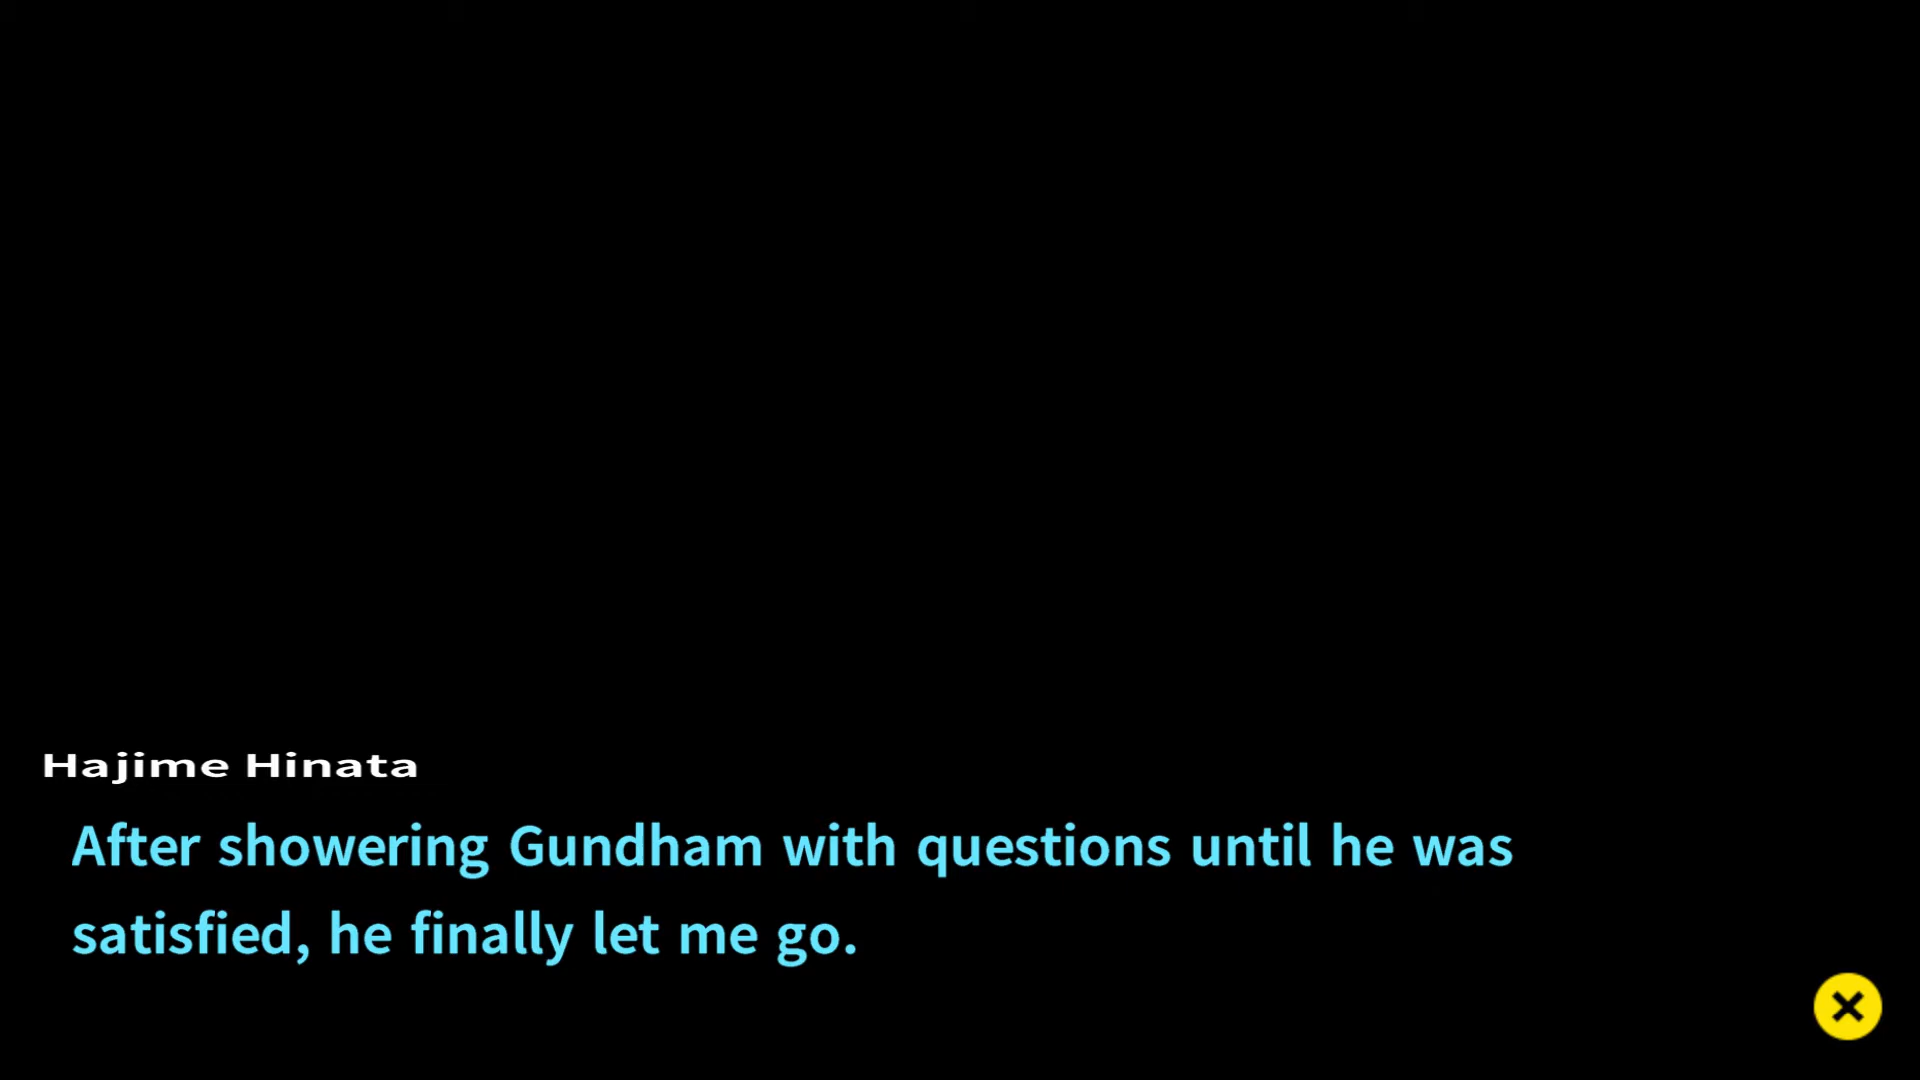 Hajime Hinata
After showering Gundham with questions until he was
satisfied, he finally let me go.